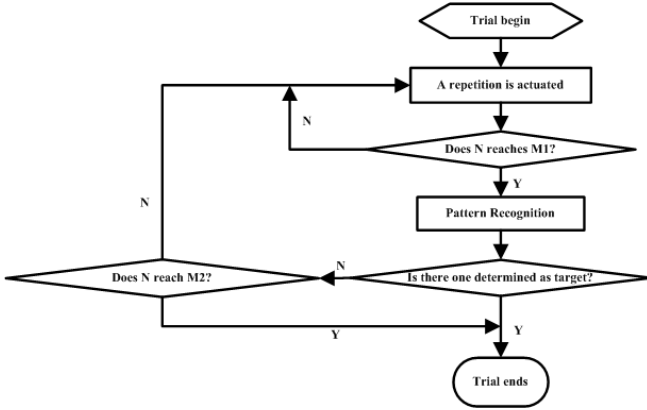 Trial begin
A repetition is actuated
N
Does N reaches M1?
Y
Pattern Recognition
N
Does N reach M2?
N
Is there one determined as target?
Y
Y
Trial ends